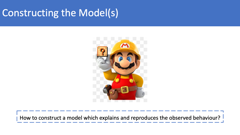 Constructing the Model(s)
?
How to construct a model which explains and reproduces the observed behaviour?